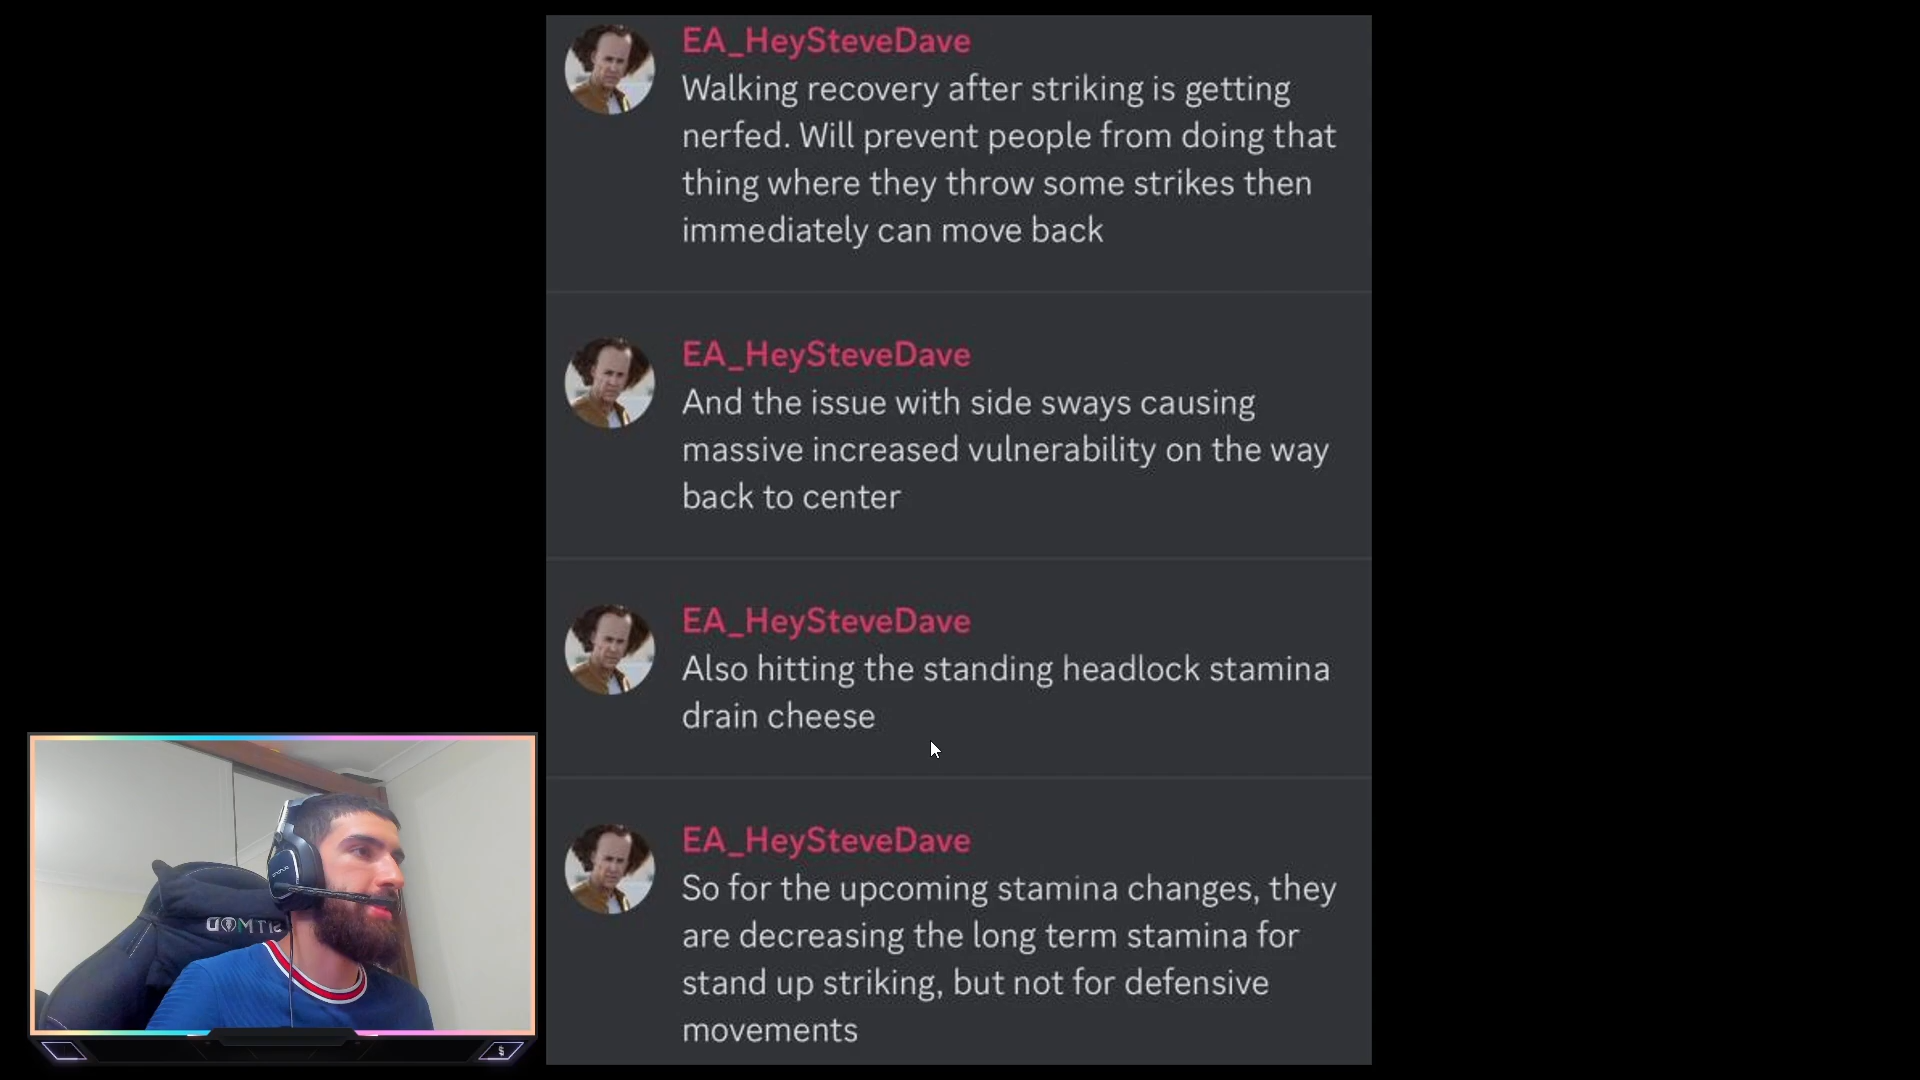 EA_HeySteveDave
Walking recovery after striking is getting
nerfed. Will prevent people from doing that
thing where they throw some strikes then
immediately can move back
EA_HeySteveDave
And the issue with side sways causing
massive increased vulnerability on the way
back to center
EA_HeySteveDave
Also hitting the standing headlock stamina
drain cheese
EA_HeySteveDave
So for the upcoming stamina changes, they
are decreasing the long term stamina for
stand up striking, but not for defensive
movements
$